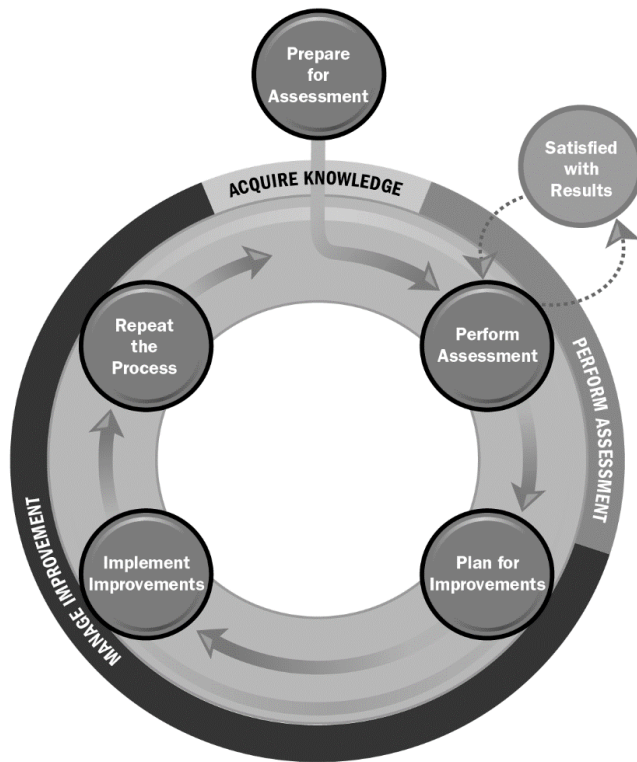 Prepare
for
Assessment
Satisfied
with
Results
ACQUIRE KNOWLEDGE
Repeat
the
Process
Perform
Assessment
PERFORM ASSESSMENT
Implement
Improvements
Plan for
Improvements
MANAGE IMPROVEMENT